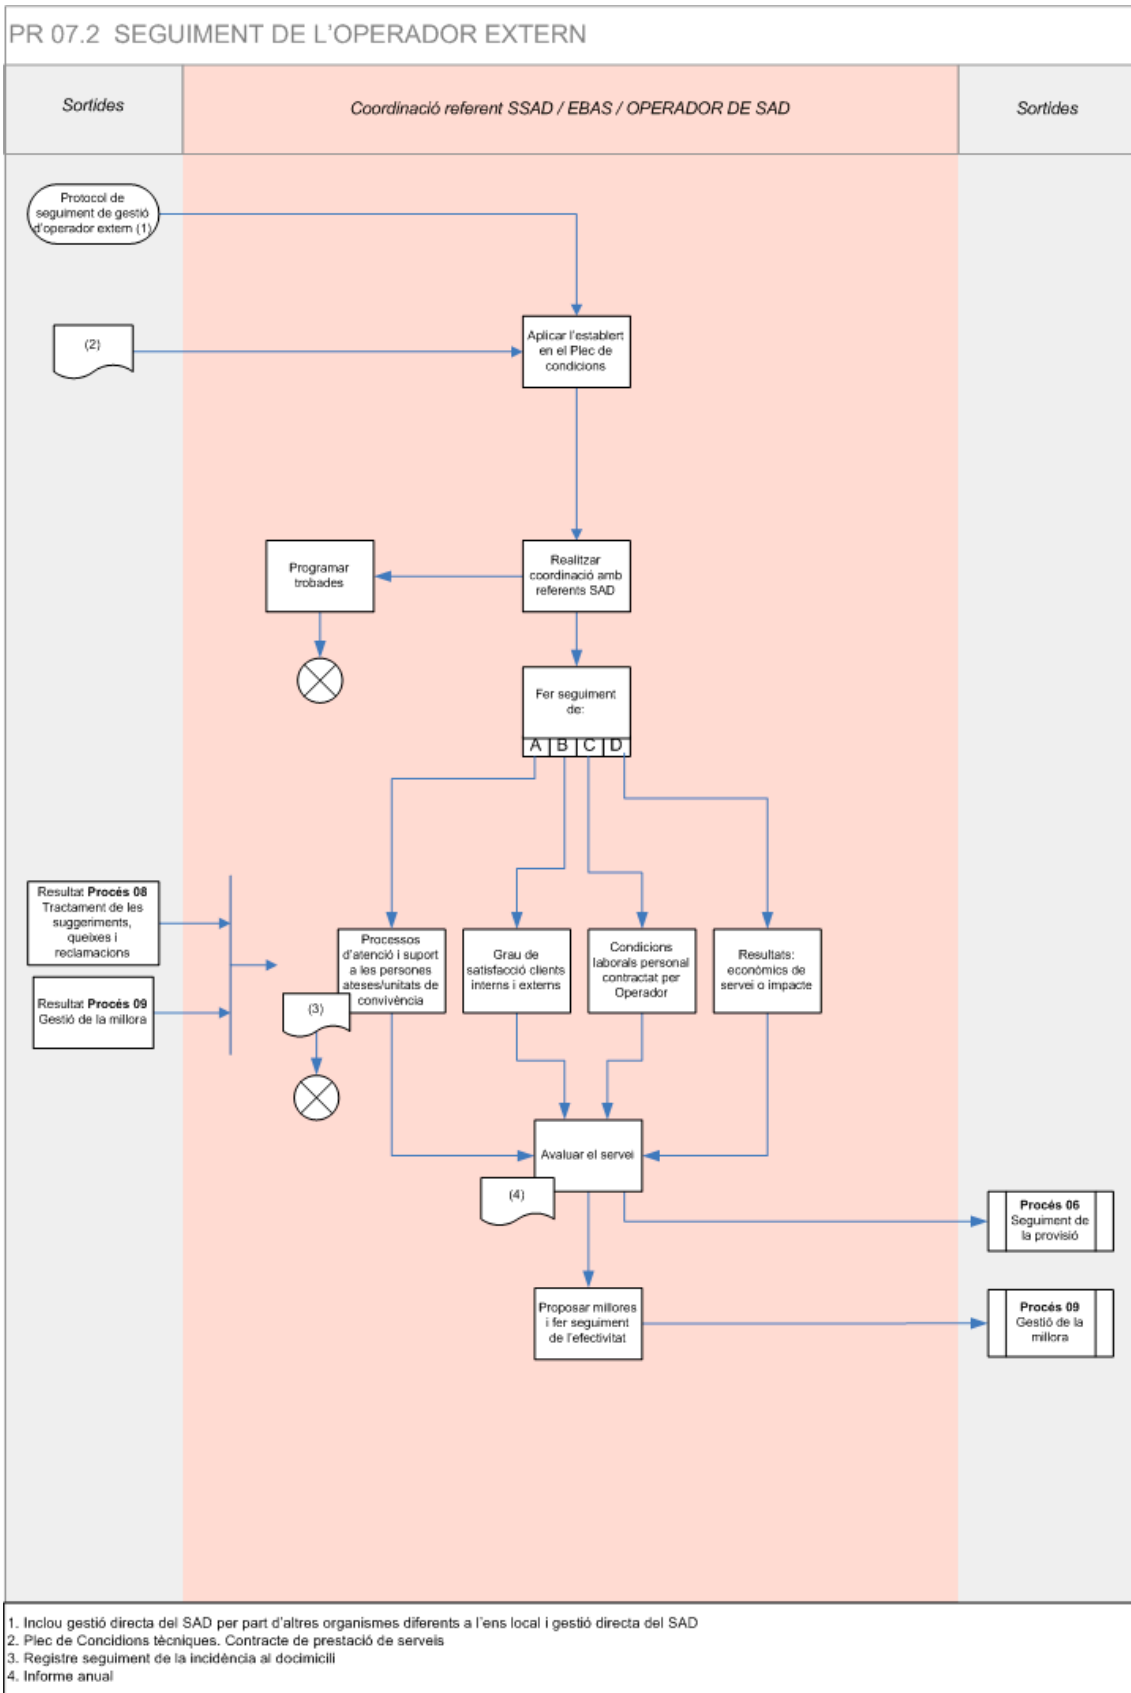 PR 07.2  SEGUIMENT DE L'OPERADOR EXTERN
Sortides
Coordinació referent SSAD / EBAS / OPERADOR DE SAD
Sortides
Protocol de
seguiment de gestió
d'operador extern (1)
(2)
Aplicar l'establert
en el Plec de
condicions
Programar
trobades
Realitzar
coordinació amb
referents SAD
Fer seguiment
de:
A B C D
Resultat Procés 08
Tractament de les
suggeriments,
queixes i
reclamacions
Resultat Procés 09
Gestió de la millora
Processos
d'atenció i suport
a les persones
ateses/unitats de
convivència
(3)
Grau de
satisfacció clients
interns i externs
Condicions
laborals personal
contractat per
Operador
Resultats:
econòmics de
servei o impacte
Avaluar el servei
(4)
Procés 06
Seguiment de
la provisió
Proposar millores
i fer seguiment
de l'efectivitat
Procés 09
Gestió de la
millora
1. Inclou gestió directa del SAD per part d'altres organismes diferents a l'ens local i gestió directa del SAD
2. Plec de Concidions tècniques. Contracte de prestació de serveis
3. Registre seguiment de la incidència al docimicili
4. Informe anual